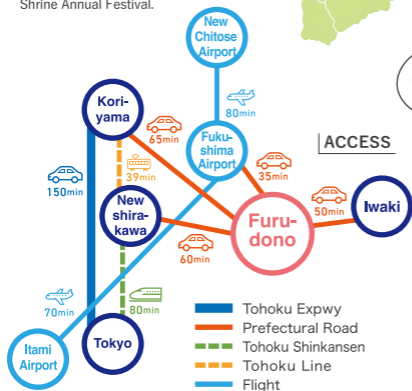 Shrine Annual Festival.
New
Chitose
Airport
80min
Kori-
yama
65min
Fuku-
shima
Airport
ACCESS
35min
39min
150min
New
shira-
kawa
Furu-
dono
50min
Iwaki
60min
70min
80min
Itami
Airport
Tokyo
Tohoku Expwy
Prefectural Road
Tohoku Shinkansen
Tohoku Line
Flight